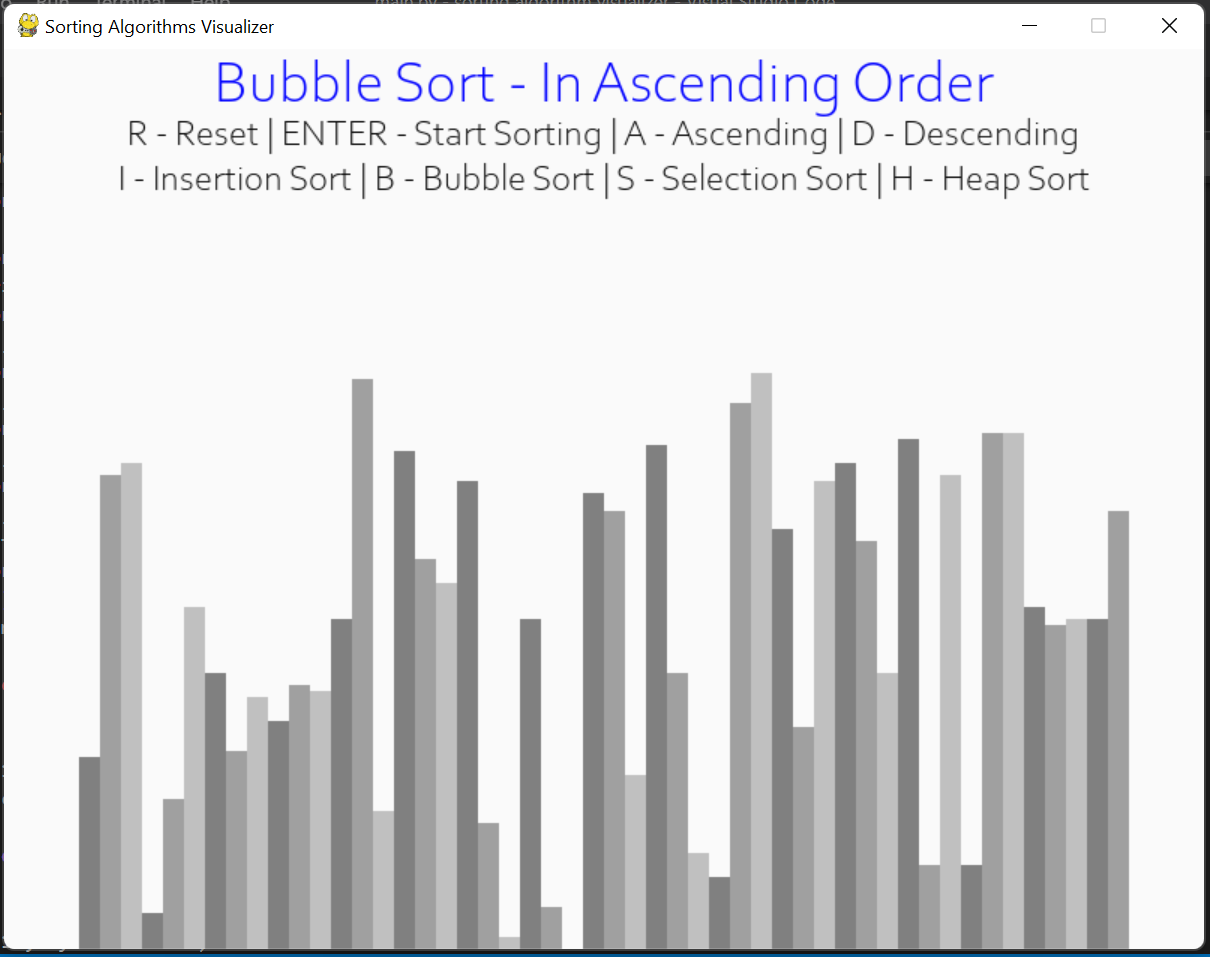 Sorting Algorithms Visualizer
Bubble Sort - In Ascending Order
R - Reset | ENTER - Start Sorting | A - Ascending | D - Descending
I - Insertion Sort | B - Bubble Sort | S - Selection Sort | H - Heap Sort